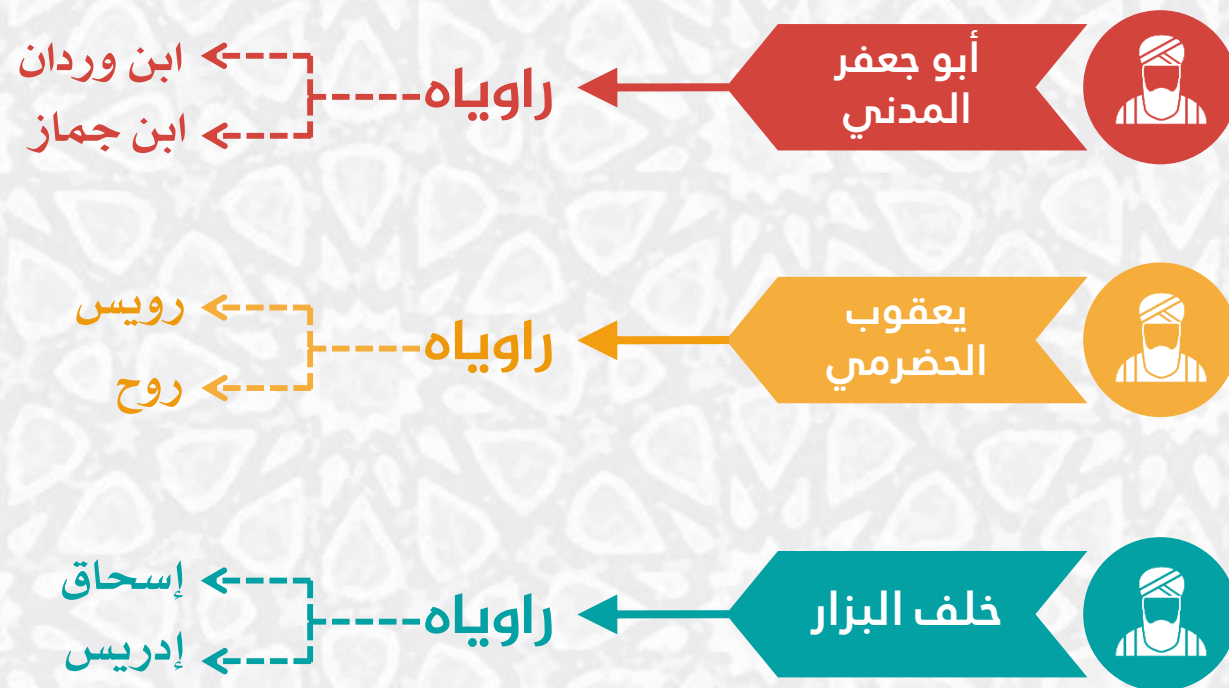 أبو جعفر
المدني
راوياه
ابن وردان
ابن جماز
يعقوب
الحضرمي
راوياه
رويس
روح
خلف البزار
راوياه
إسحاق
إدريس